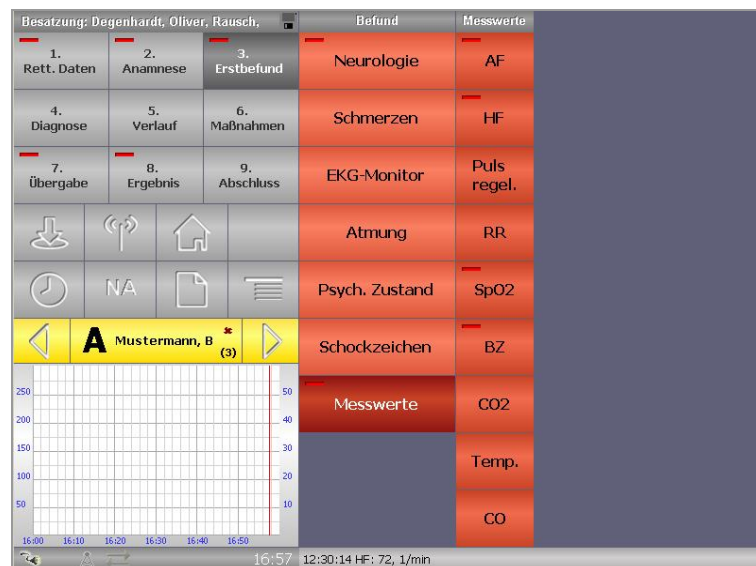 Besatzung: Degenhardt, Oliver, Rausch,
Befund
Messwerte
1.
Rett. Daten
2.
Anamnese
3.
Erstbefund
4.
Diagnose
5.
Verlauf
6.
Maßnahmen
7.
Übergabe
8.
Ergebnis
9.
Abschluss
NA
A Mustermann, B
(3)
250
200
150
100
50
50
40
30
20
10
16:00 16:10 16:20 16:30 16:40 16:50
16:57
Neurologie
Schmerzen
EKG-Monitor
Atmung
Psych. Zustand
Schockzeichen
Messwerte
AF
HF
Puls
regel.
RR
SpO2
BZ
CO2
Temp.
CO
12:30:14 HF: 72, 1/min